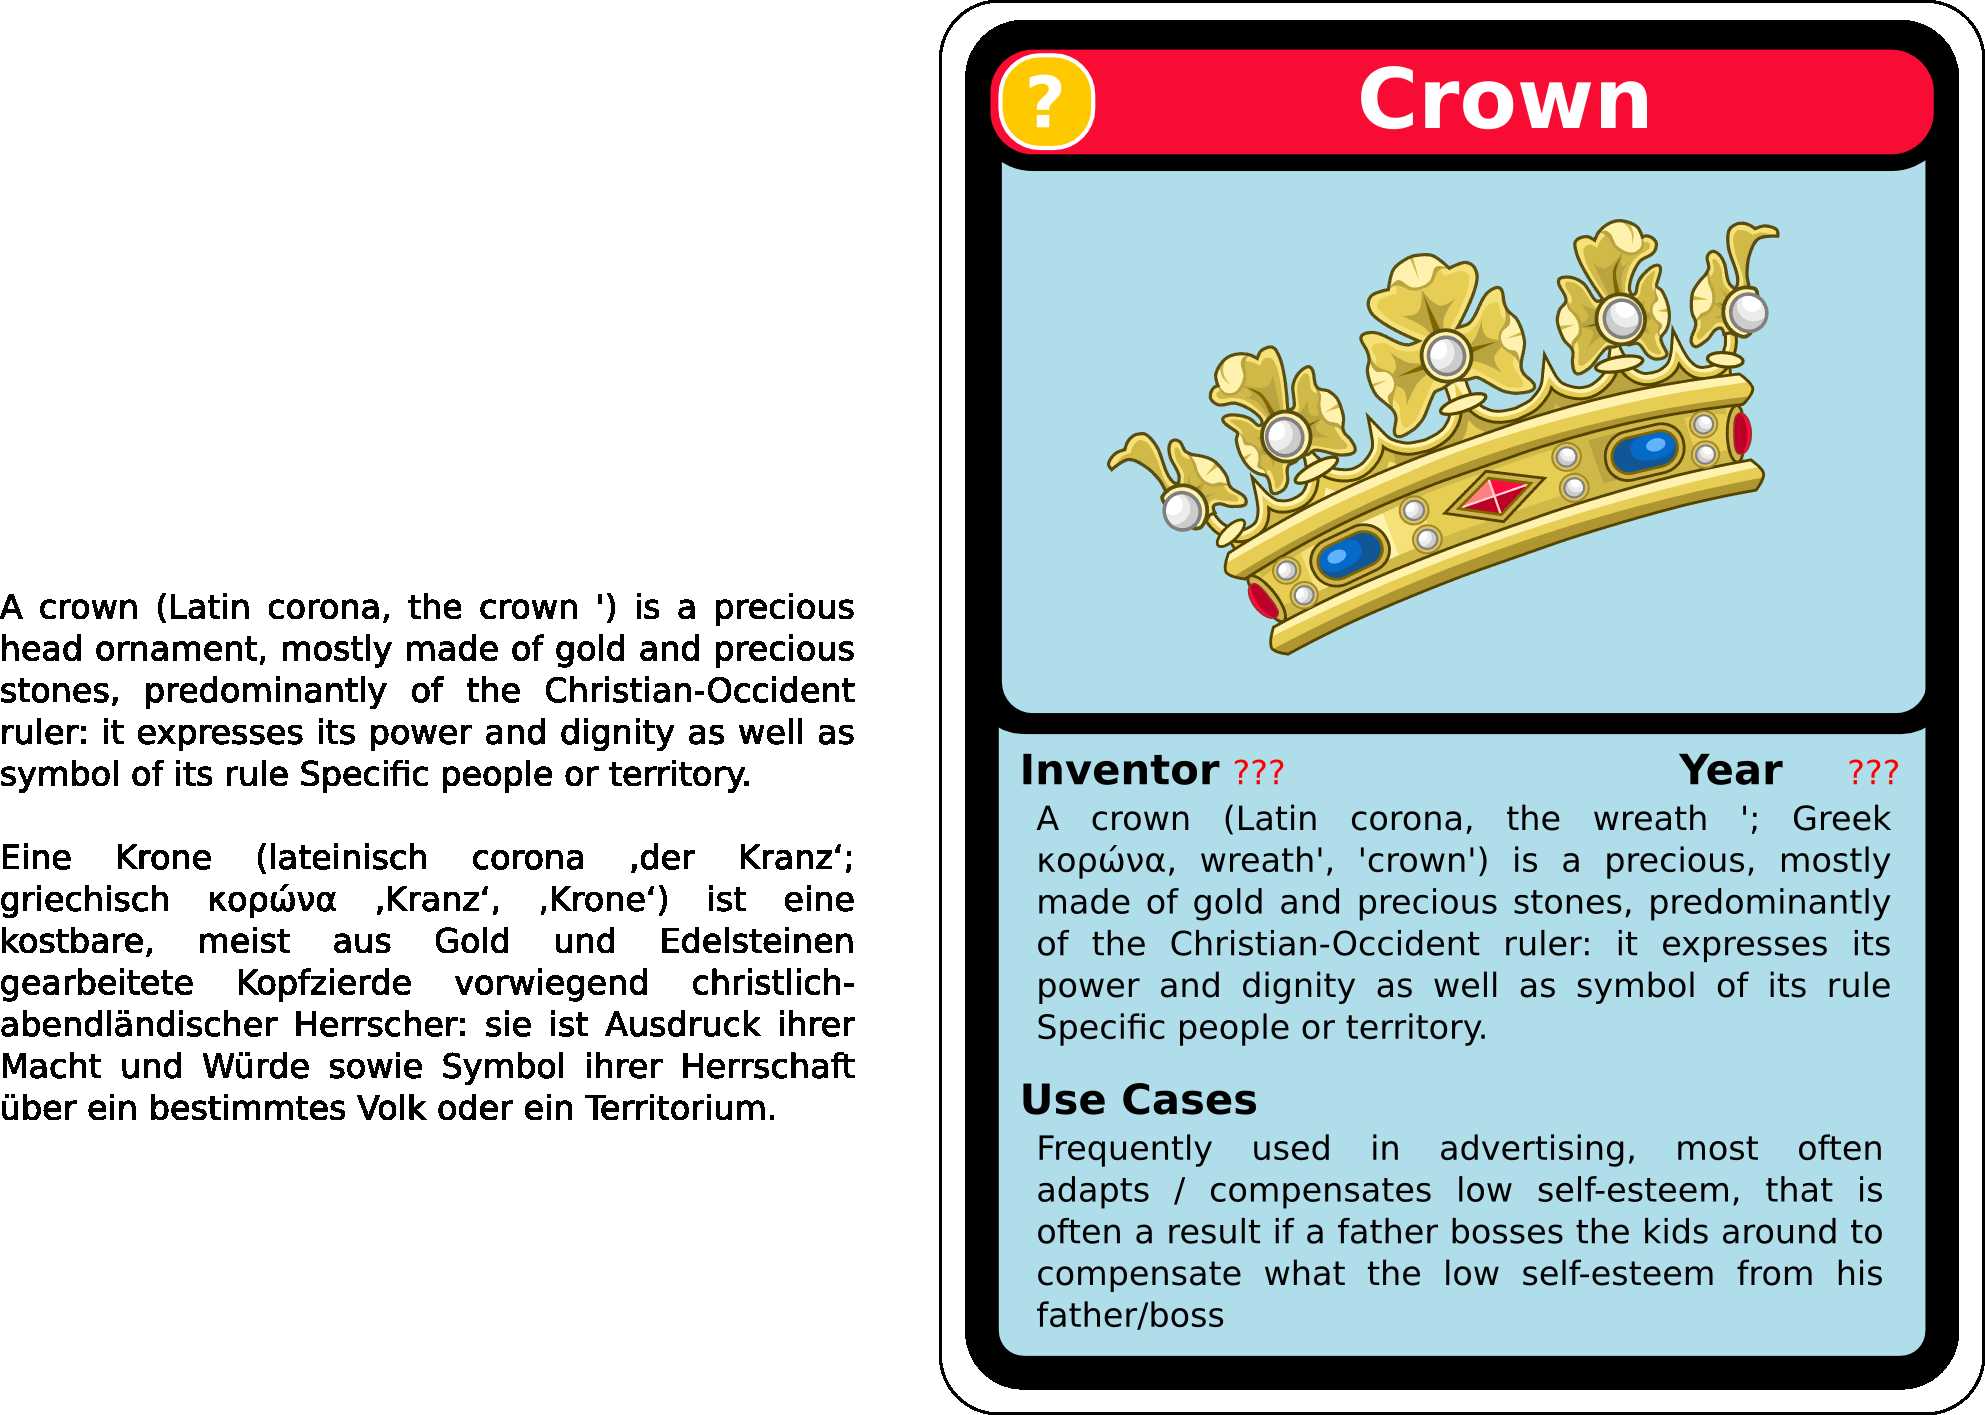 A crown (Latin corona, the crown ') is a precious
head ornament, mostly made of gold and precious
stones, predominantly of the Christian-Occident
ruler: it expresses its power and dignity as well as
symbol of its rule Specific people or territory.
Eine Krone (lateinisch corona ‚der Kranz‘;
griechisch κορώνα ‚Kranz‘, ‚Krone‘) ist eine
kostbare, meist aus Gold und Edelsteinen
gearbeitete Kopfzierde vorwiegend christlich-
abendländischer Herrscher: sie ist Ausdruck ihrer
Macht und Würde sowie Symbol ihrer Herrschaft
über ein bestimmtes Volk oder ein Territorium.
? Crown
Inventor ??? Year ???
A crown (Latin corona, the wreath '; Greek
κορώνα, wreath', 'crown') is a precious, mostly
made of gold and precious stones, predominantly
of the Christian-Occident ruler: it expresses its
power and dignity as well as symbol of its rule
Specific people or territory.
Use Cases
Frequently used in advertising, most often
adapts / compensates low self-esteem, that is
often a result if a father bosses the kids around to
compensate what the low self-esteem from his
father/boss